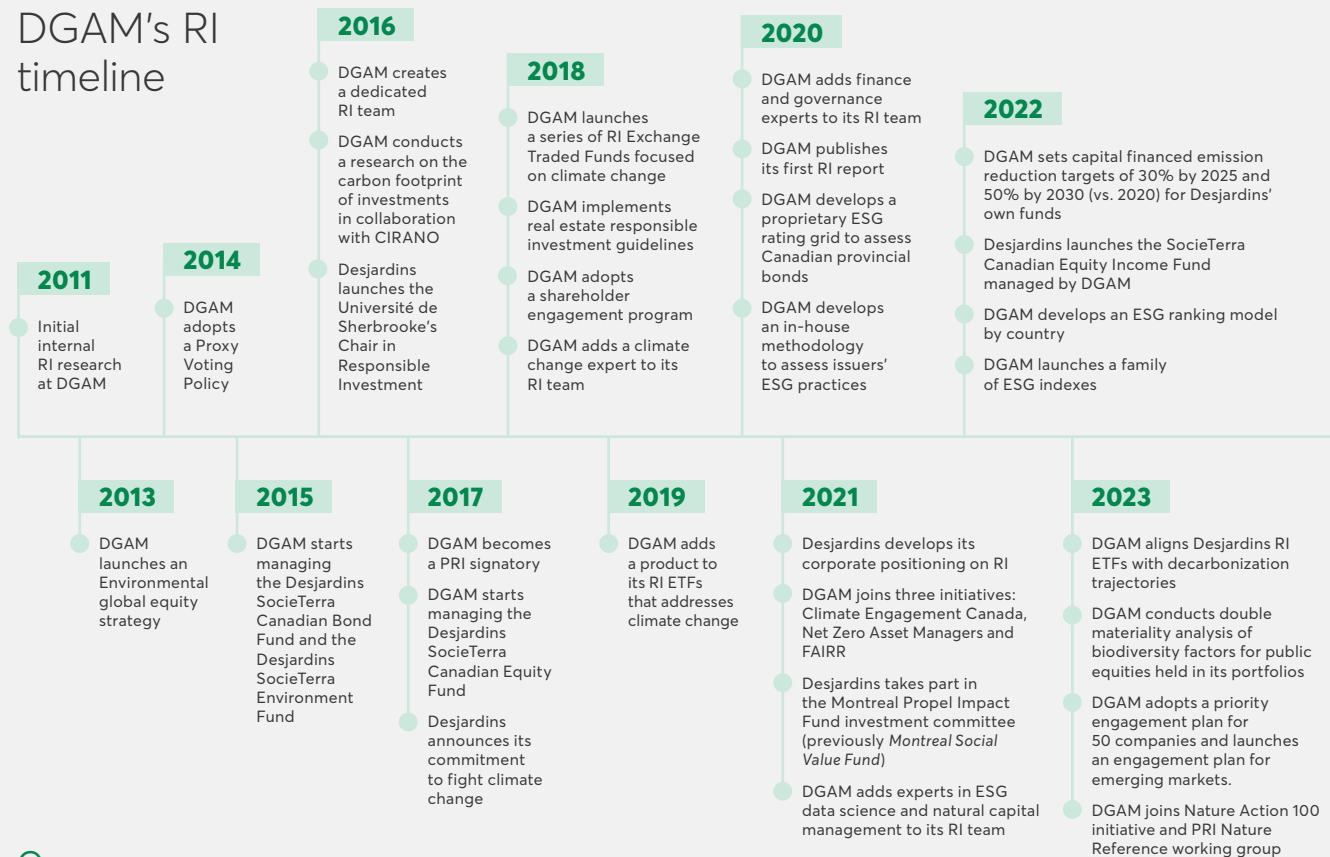 DGAM's RI
timeline
2011
Initial
internal
RI research
at DGAM
2013
DGAM
launches an
Environmental
global equity
strategy
2014
DGAM
adopts
a Proxy
Voting
Policy
2015
DGAM starts
managing
the Desjardins
SocieTerra
Canadian Bond
Fund and the
Desjardins
SocieTerra
Environment
Fund
2016
DGAM creates
a dedicated
RI team
DGAM conducts
a research on the
carbon footprint
of investments
in collaboration
with CIRANO
Desjardins
launches the
Université de
Sherbrooke's
Chair in
Responsible
Investment
2017
DGAM becomes
a PRI signatory
DGAM starts
managing the
Desjardins
SocieTerra
Canadian Equity
Fund
Desjardins
announces its
commitment
to fight climate
change
2018
DGAM launches
a series of RI Exchange
Traded Funds focused
on climate change
DGAM implements
real estate responsible
investment guidelines
DGAM adopts
a shareholder
engagement program
DGAM adds a climate
change expert to its
RI team
2019
DGAM adds
a product to
its RI ETFs
that addresses
climate change
2020
DGAM adds finance
and governance
experts to its RI team
DGAM publishes
its first RI report
DGAM develops a
proprietary ESG
rating grid to assess
Canadian provincial
bonds
DGAM develops
an in-house
methodology
to assess issuers'
ESG practices
2021
Desjardins develops its
corporate positioning on RI
DGAM joins three initiatives:
Climate Engagement Canada,
Net Zero Asset Managers and
FAIRR
Desjardins takes part in
the Montreal Propel Impact
Fund investment committee
(previously Montreal Social
Value Fund)
DGAM adds experts in ESG
data science and natural capital
management to its RI team
2022
DGAM sets capital financed emission
reduction targets of 30% by 2025 and
50% by 2030 (vs. 2020) for Desjardins'
own funds
Desjardins launches the SocieTerra
Canadian Equity Income Fund
managed by DGAM
DGAM develops an ESG ranking model
by country
DGAM launches a family
of ESG indexes
2023
DGAM aligns Desjardins RI
ETFs with decarbonization
trajectories
DGAM conducts double
materiality analysis of
biodiversity factors for public
equities held in its portfolios
DGAM adopts a priority
engagement plan for
50 companies and launches
an engagement plan for
emerging markets.
DGAM joins Nature Action 100
initiative and PRI Nature
Reference working group